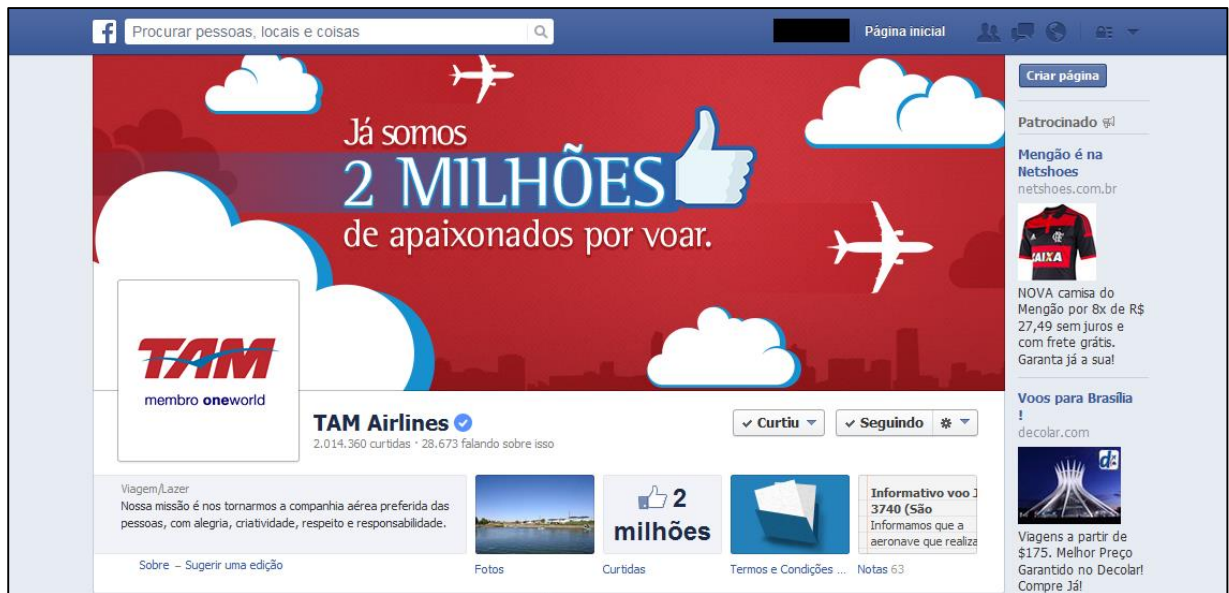 f
Procurar pessoas, locais e coisas
Página inicial
Já somos
2 MILHÕES
de apaixonados por voar.
TAM
membro oneworld
TAM Airlines
2.014.360 curtidas · 28.673 falando sobre isso
Curtiu
Seguindo
Viagem/Lazer
Nossa missão é nos tornarmos a companhia aérea preferida das
pessoas, com alegria, criatividade, respeito e responsabilidade.
Sobre – Sugerir uma edição
Fotos
2
milhões
Curtidas
Termos e Condições ...
Informativo voo J
3740 (São
Informamos que a
aeronave que realiza
Notas 63
Criar página
Patrocinado
Mengão é na
Netshoes
netshoes.com.br
CAIXA
NOVA camisa do
Mengão por 8x de R$
27,49 sem juros e
com frete grátis.
Garanta já a sua!
Voos para Brasília
!
decolar.com
d
Viagens a partir de
$175. Melhor Preço
Garantido no Decolar!
Compre Já!